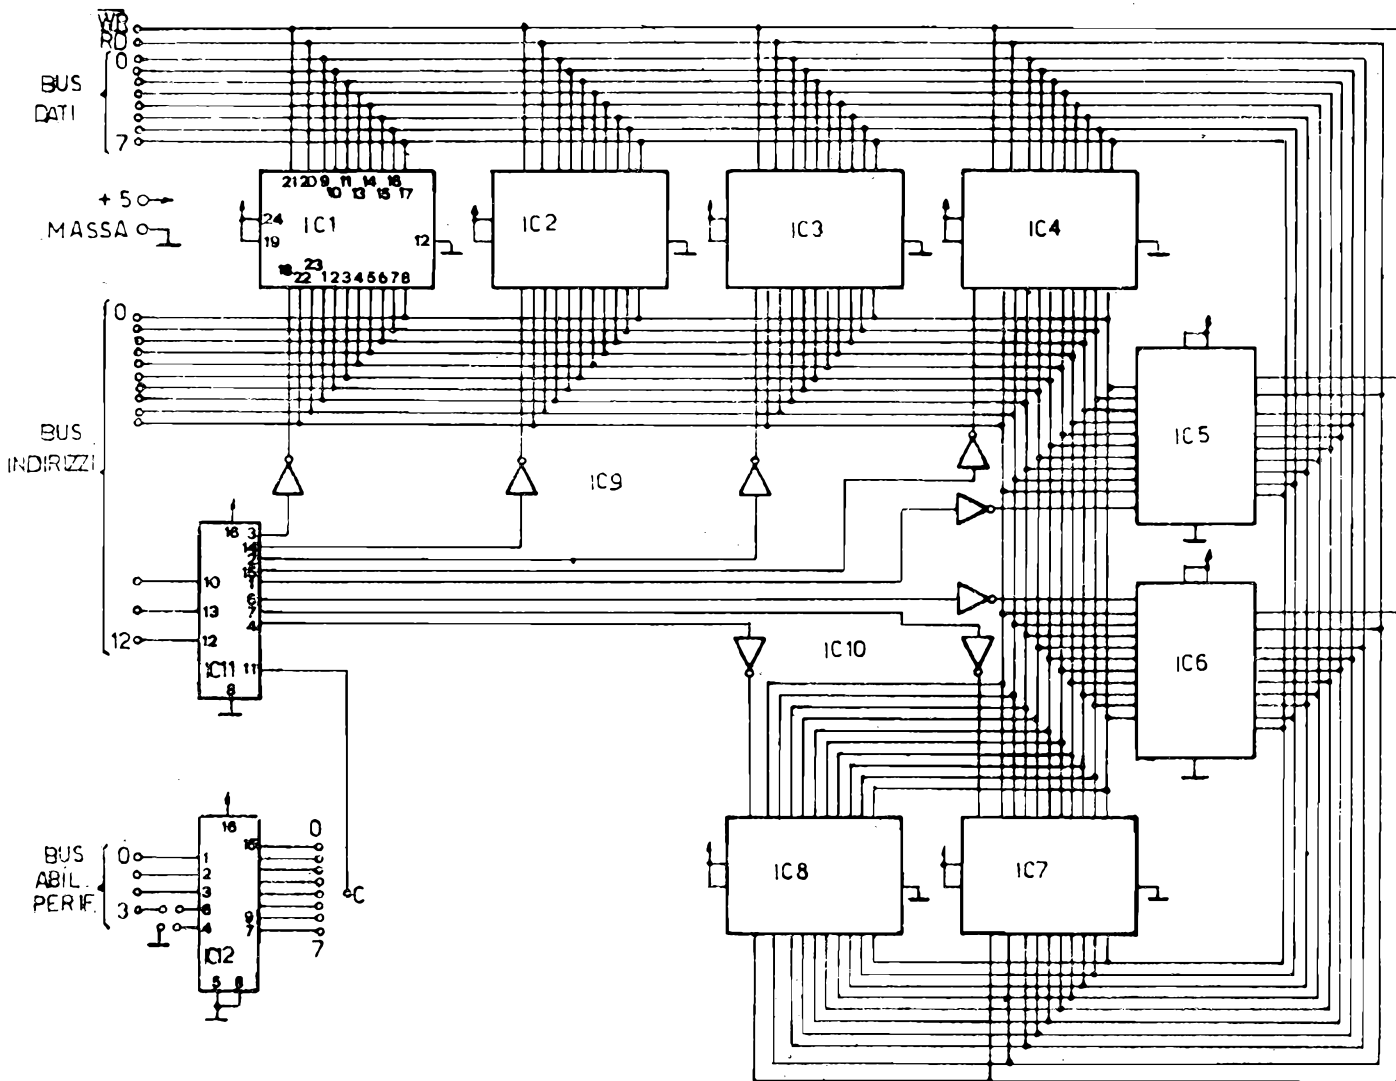 WR
RD
0
BUS
DATI
7
+5
MASSA
21 20 9 11 14 16
10 13 15 17
24
19
IC1
12
18 23
22 1 2 3 4 5 6 7 8
IC2
IC3
IC4
0
BUS
INDIRIZZI
IC9
IC5
16
3
14
2
15
1
10
6
13
7
4
12
12
IC11
11
8
IC10
IC6
16
0
BUS
ABIL.
PERIF.
0
3
1
2
3
6
4
15
9
7
IC12
5 8
7
C
IC8
IC7